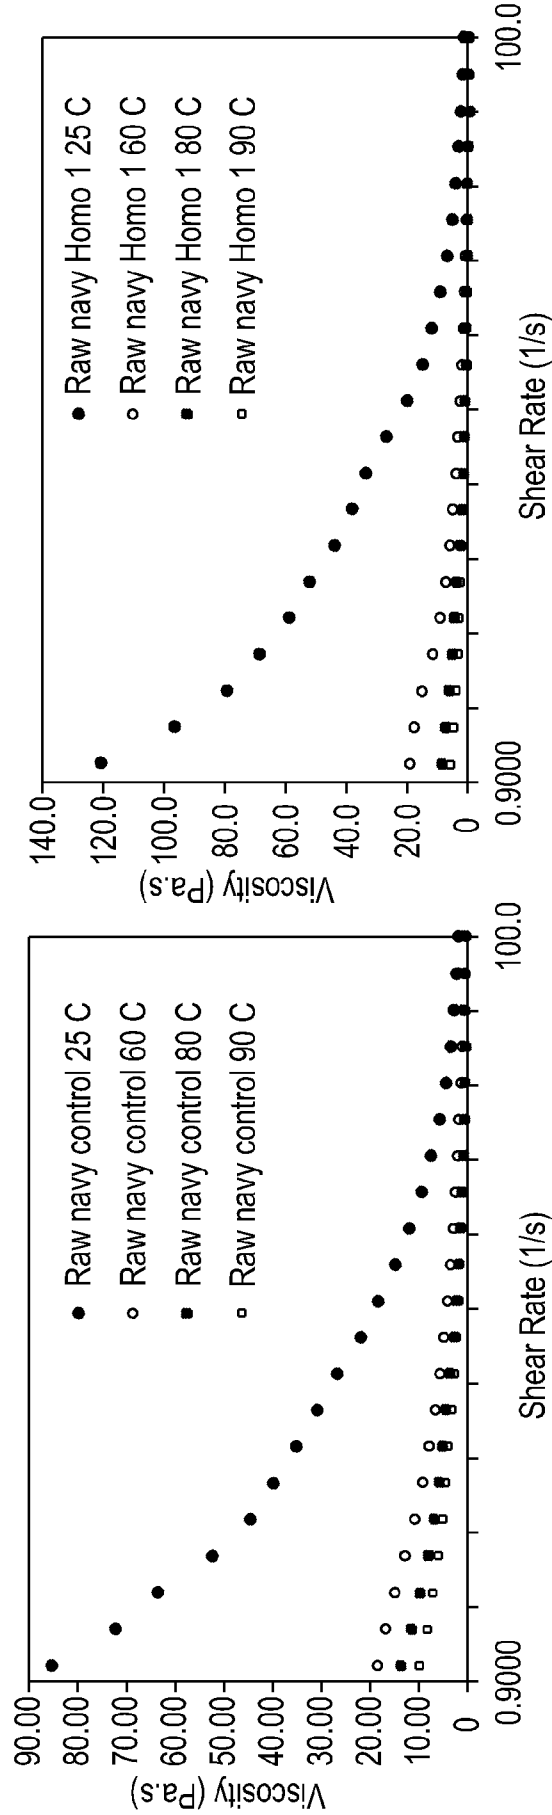 90.00
80.00
70.00
60.00
50.00
40.00
30.00
20.00
10.00
0
Viscosity (Pa.s)
0.9000
100.0
Shear Rate (1/s)
Raw navy control 25 C
Raw navy control 60 C
Raw navy control 80 C
Raw navy control 90 C
140.0
120.0
100.0
80.0
60.0
40.0
20.0
0
Viscosity (Pa.s)
0.9000
100.0
Shear Rate (1/s)
Raw navy Homo 1 25 C
Raw navy Homo 1 60 C
Raw navy Homo 1 80 C
Raw navy Homo 1 90 C